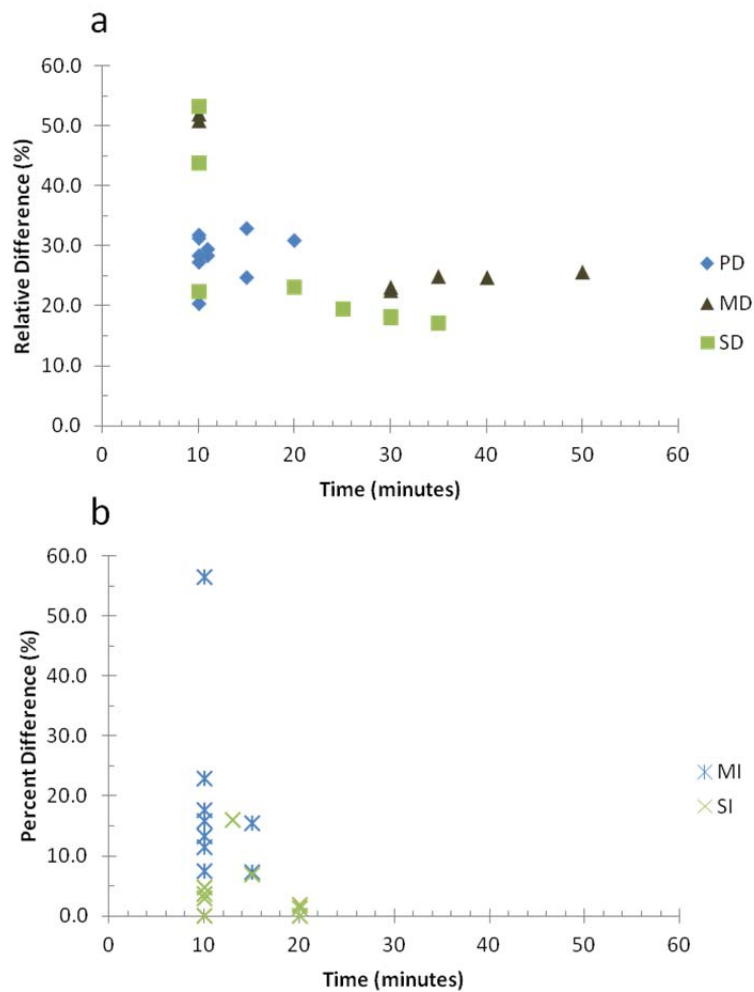 a
60.0
50.0
40.0
30.0
20.0
10.0
0.0
Relative Difference (%)
0 10 20 30 40 50 60
Time (minutes)
PD
MD
SD
b
60.0
50.0
40.0
30.0
20.0
10.0
0.0
Percent Difference (%)
0 10 20 30 40 50 60
Time (minutes)
MI
SI